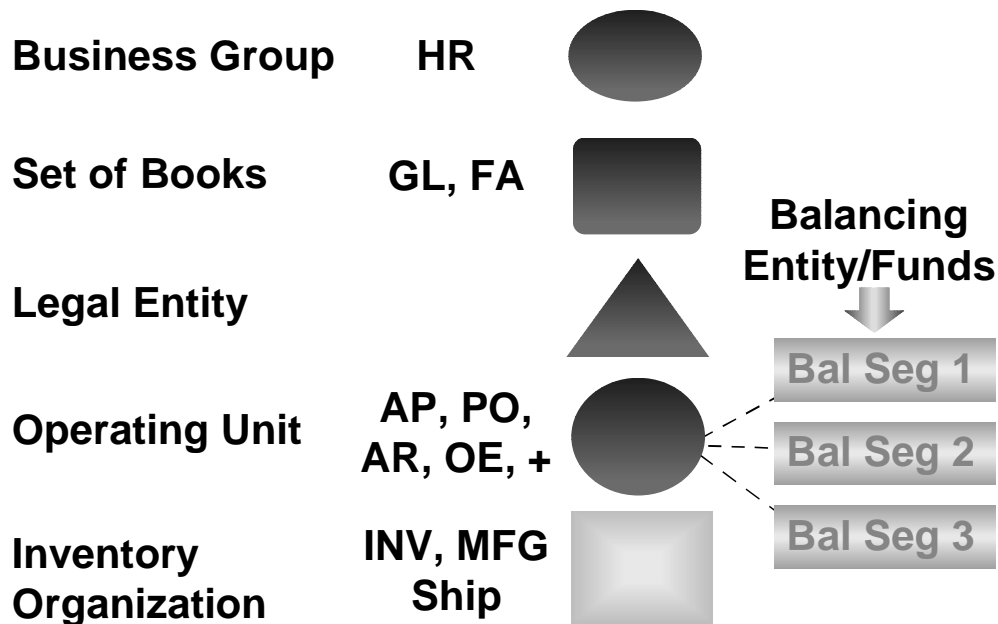 Business Group
HR
Set of Books
GL, FA
Balancing
Entity/Funds
Legal Entity
Bal Seg 1
Operating Unit
AP, PO,
AR, OE, +
Bal Seg 2
Bal Seg 3
Inventory
Organization
INV, MFG
Ship